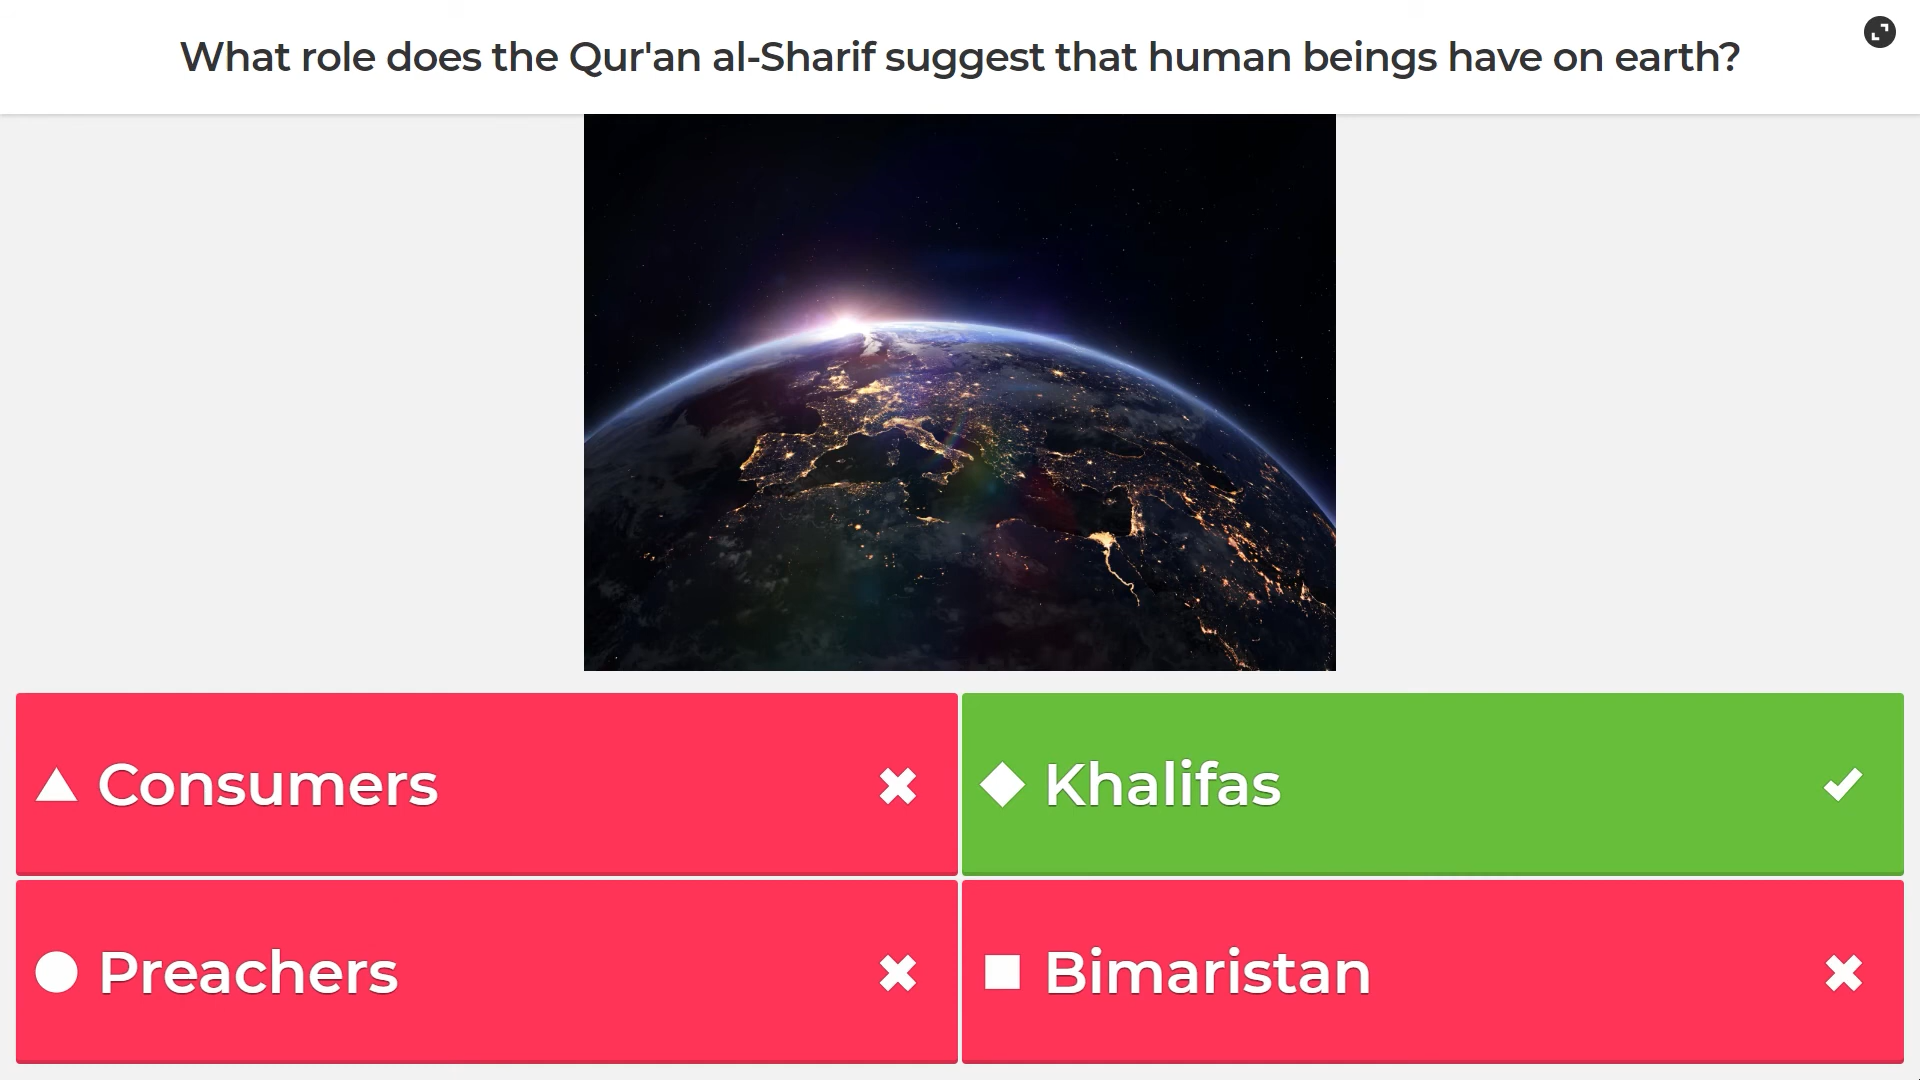 What role does the Qur'an al-Sharif suggest that human beings have on earth?
Consumers
Khalifas
Preachers
Bimaristan